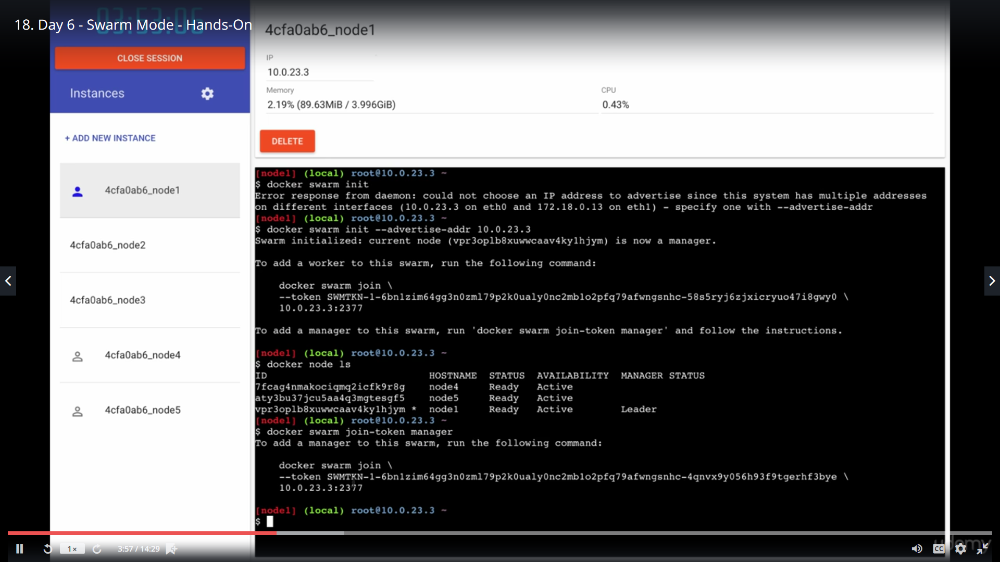 18. Day 6 - Swarm Mode - Hands-On
03:53:06
CLOSE SESSION
Instances
+ ADD NEW INSTANCE
4cfa0ab6_node1
4cfa0ab6_node2
4cfa0ab6_node3
4cfa0ab6_node4
4cfa0ab6_node5
4cfa0ab6_node1
IP
10.0.23.3
Memory
2.19% (89.63MiB / 3.996GiB)
CPU
0.43%
DELETE
[node1] (local) root@10.0.23.3 ~
$ docker swarm init
Error response from daemon: could not choose an IP address to advertise since this system has multiple addresses
on different interfaces (10.0.23.3 on eth0 and 172.18.0.13 on eth1) - specify one with --advertise-addr
[node1] (local) root@10.0.23.3 ~
$ docker swarm init --advertise-addr 10.0.23.3
Swarm initialized: current node (vpr3oplb8xuwwcaav4ky1hjym) is now a manager.
To add a worker to this swarm, run the following command:
docker swarm join \
--token SWMTKN-1-6bn1zim64gg3n0zml79p2k0ualy0nc2mb1o2pfq79afwngsnhc-58s5ryj6zjxicryuo47i8gwy0 \
10.0.23.3:2377
To add a manager to this swarm, run 'docker swarm join-token manager' and follow the instructions.
[node1] (local) root@10.0.23.3 ~
$ docker node ls
ID HOSTNAME STATUS AVAILABILITY MANAGER STATUS
7fcag4nmakociqmq2icfk9r8g node4 Ready Active
aty3bu37jcu5aa4q3mgtesgf5 node5 Ready Active
vpr3oplb8xuwwcaav4ky1hjym * node1 Ready Active Leader
[node1] (local) root@10.0.23.3 ~
$ docker swarm join-token manager
To add a manager to this swarm, run the following command:
docker swarm join \
--token SWMTKN-1-6bn1zim64gg3n0zml79p2k0ualy0nc2mb1o2pfq79afwngsnhc-4qnvx9y056h93f9tgerhf3bye \
10.0.23.3:2377
[node1] (local) root@10.0.23.3 ~
$
1×
3:57 / 14:29
CC
udemy